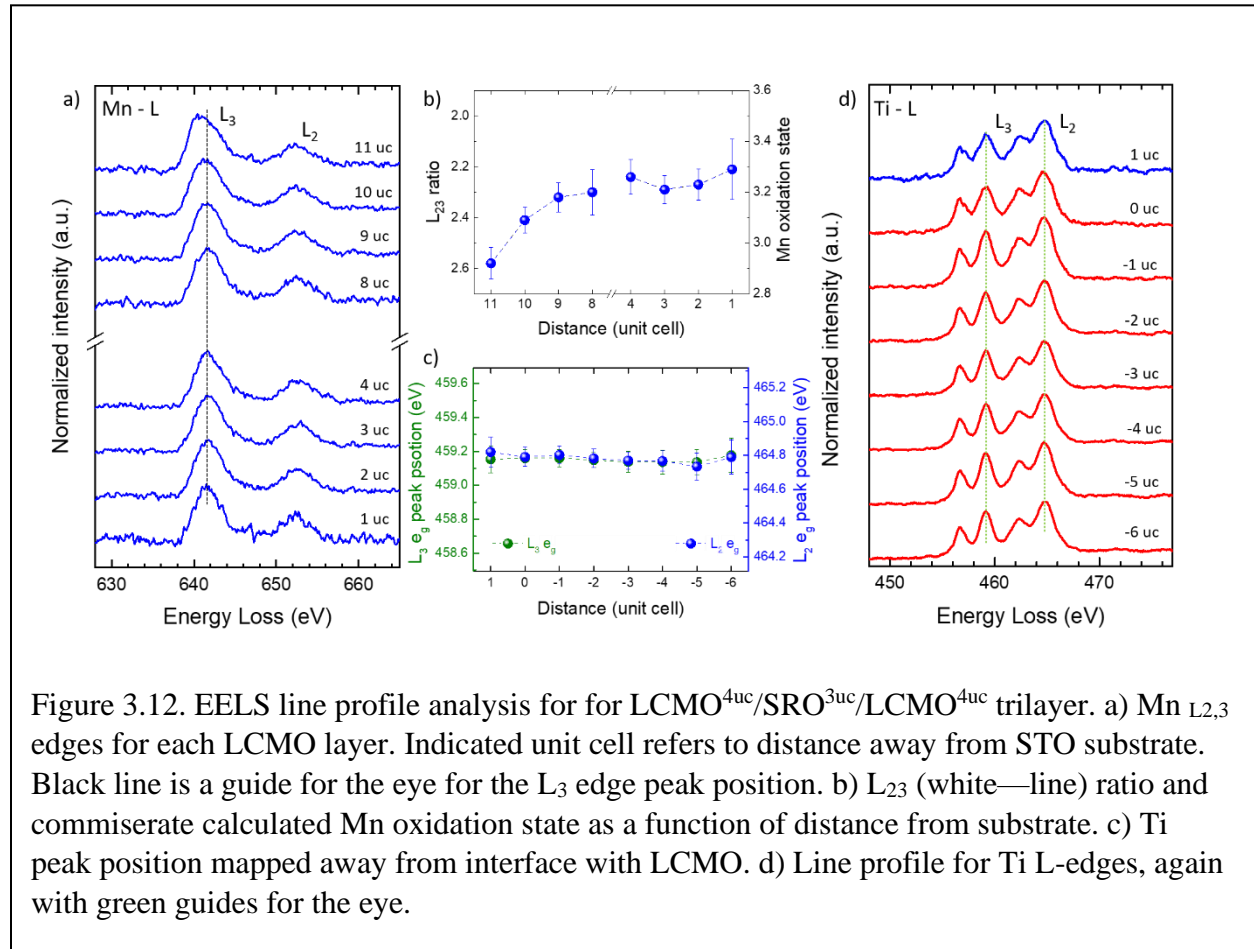 a)
Mn - L
L3
L2
11 uc
10 uc
9 uc
8 uc
4 uc
3 uc
2 uc
1 uc
Normalized intensity (a.u.)
630 640 650 660
Energy Loss (eV)
b)
2.0
2.2
2.4
2.6
L23 ratio
3.6
3.4
3.2
3.0
2.8
Mn oxidation state
11 10 9 8 4 3 2 1
Distance (unit cell)
c)
459.6
459.4
459.2
459.0
458.8
458.6
L3 eg peak psotion (eV)
465.2
465.0
464.8
464.6
464.4
464.2
L2 eg peak position (eV)
L3 eg
L2 eg
1 0 -1 -2 -3 -4 -5 -6
Distance (unit cell)
d)
Ti - L
L3
L2
1 uc
0 uc
-1 uc
-2 uc
-3 uc
-4 uc
-5 uc
-6 uc
Normalized intensity (a.u.)
450 460 470
Energy Loss (eV)
Figure 3.12. EELS line profile analysis for for LCMO4uc/SRO3uc/LCMO4uc trilayer. a) Mn L2,3
edges for each LCMO layer. Indicated unit cell refers to distance away from STO substrate.
Black line is a guide for the eye for the L3 edge peak position. b) L23 (white—line) ratio and
commiserate calculated Mn oxidation state as a function of distance from substrate. c) Ti
peak position mapped away from interface with LCMO. d) Line profile for Ti L-edges, again
with green guides for the eye.